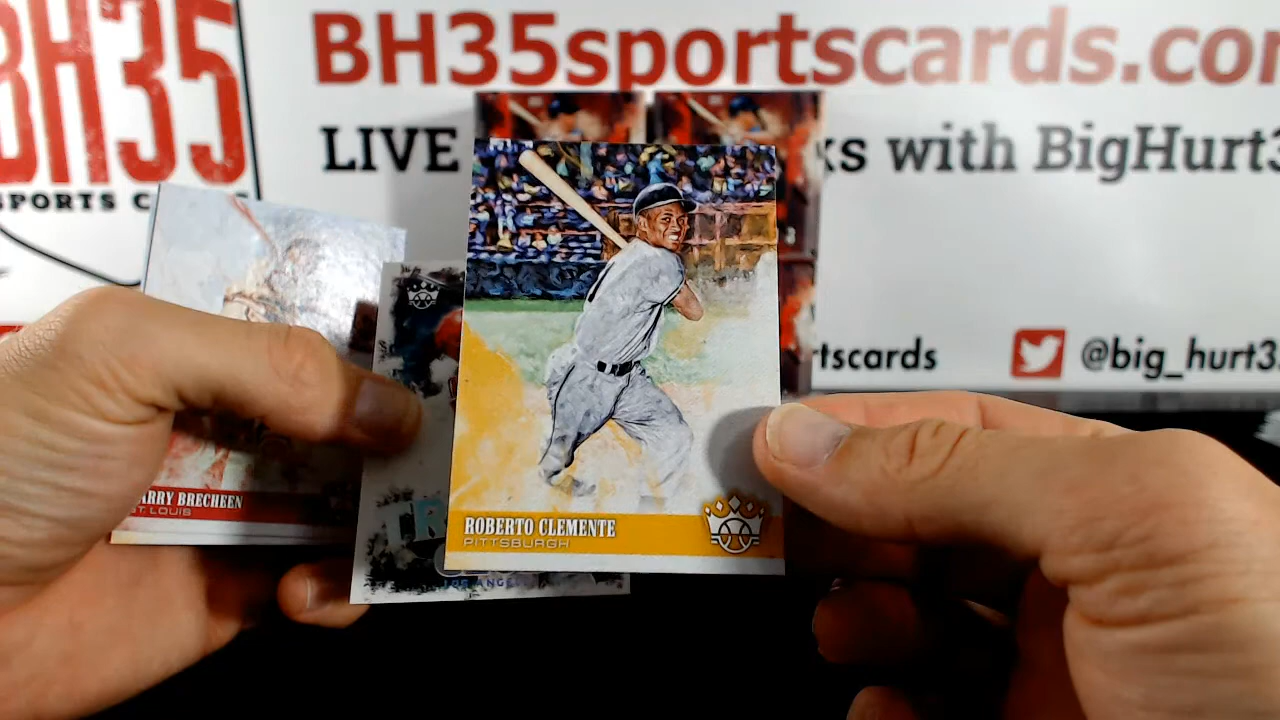 BH35
SPORTS C
BH35sportscards.co
LIVE
ks with BigHurt3
rtscards
@big_hurt3
ARRY BRECHEEN
ST. LOUIS
ROBERTO CLEMENTE
PITTSBURGH